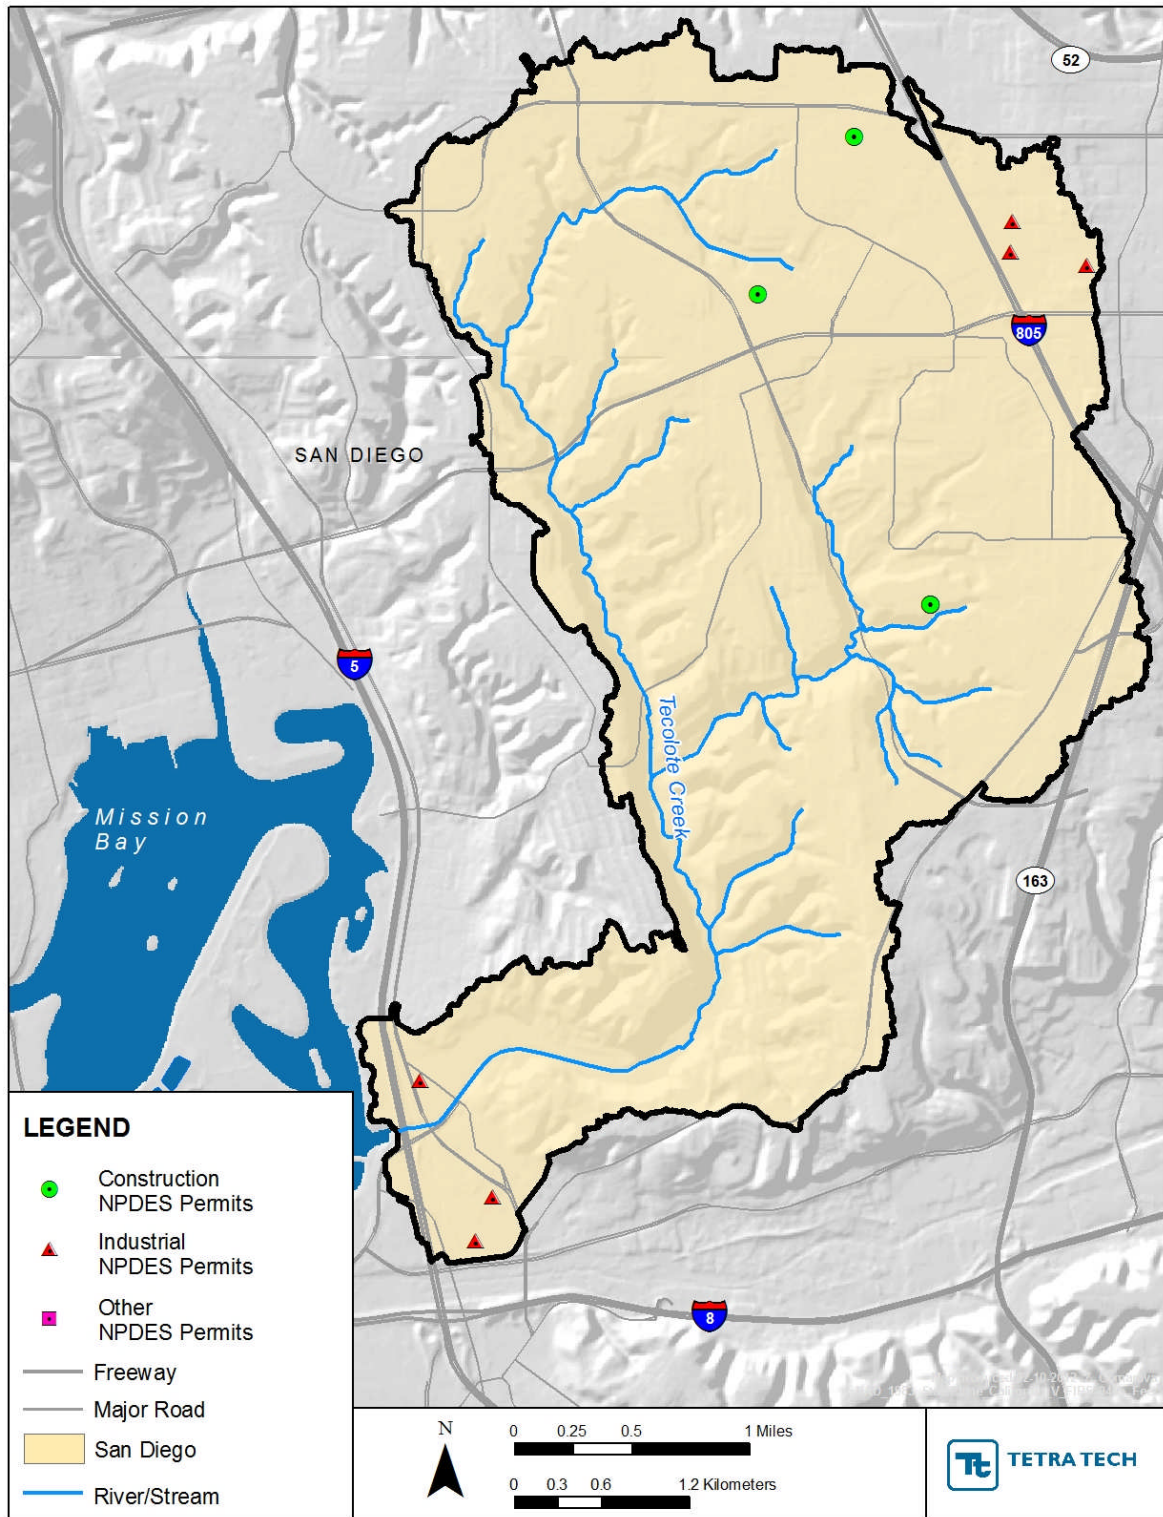 52
805
SAN DIEGO
5
Tecolote Creek
Mission
Bay
163
LEGEND
Construction
NPDES Permits
Industrial
NPDES Permits
Other
NPDES Permits
Freeway
Major Road
San Diego
River/Stream
8
N
0 0.25 0.5 1 Miles
0 0.3 0.6 1.2 Kilometers
Tt
TETRA TECH